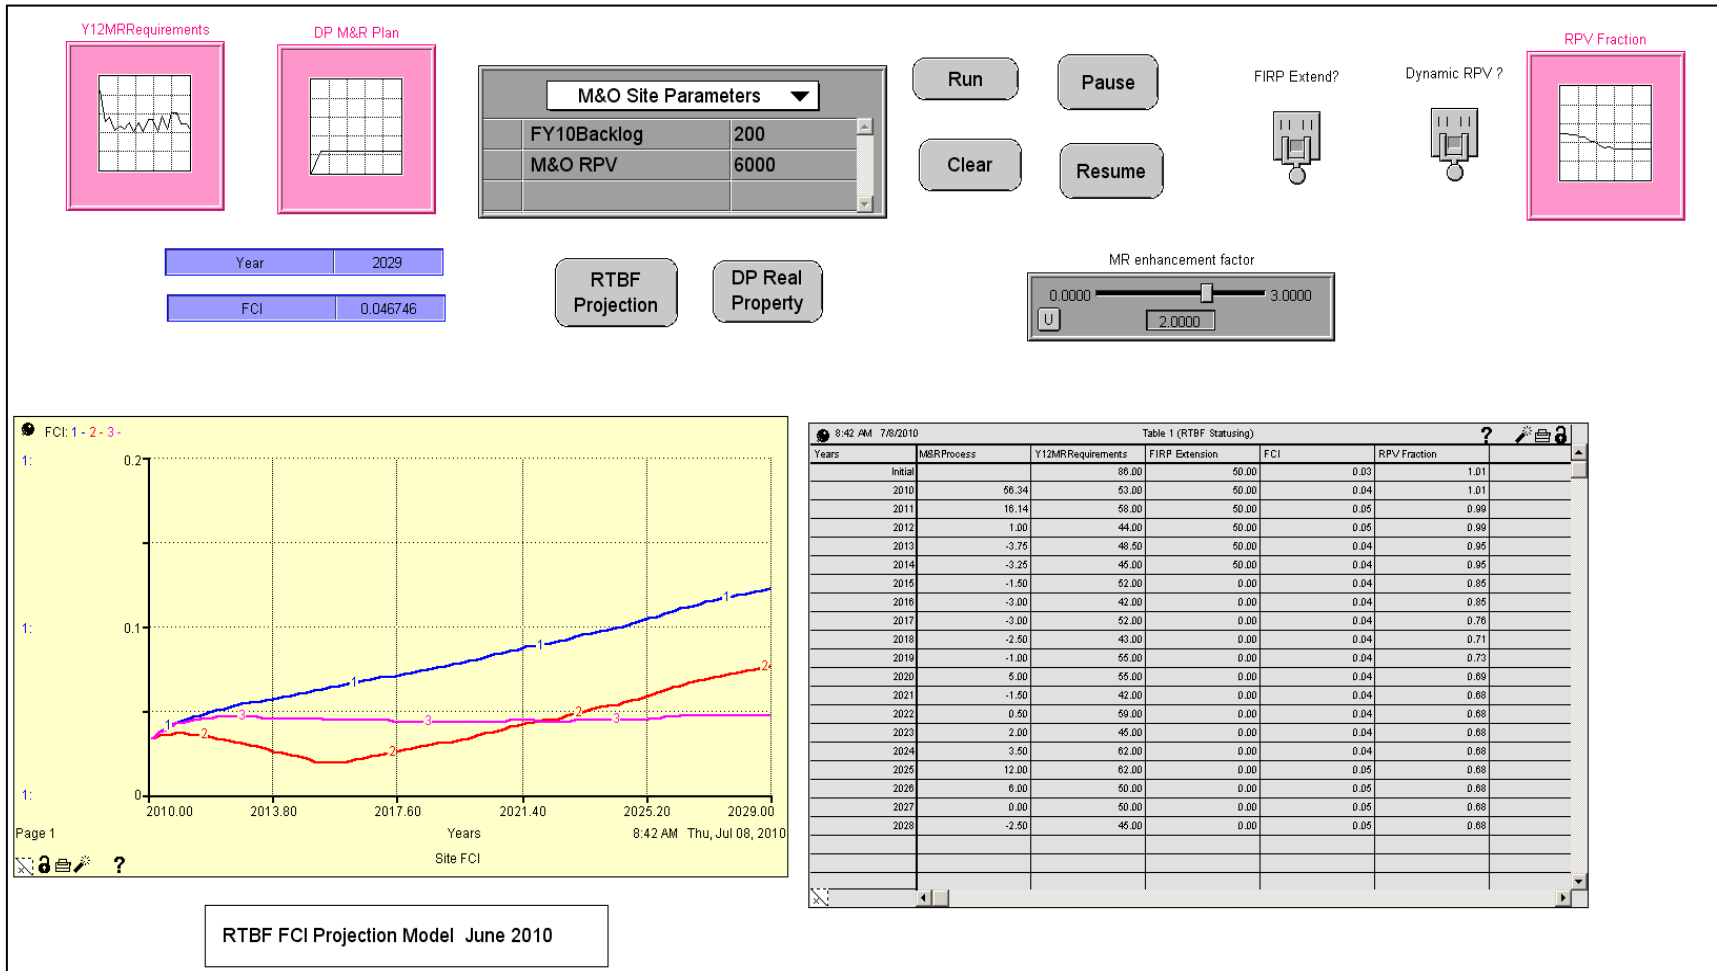 Y12MRRequirements
DP M&R Plan
M&O Site Parameters
FY10Backlog 200
M&O RPV 6000
Run
Pause
Clear
Resume
FIRP Extend?
Dynamic RPV ?
RPV Fraction
Year 2029
FCI 0.046746
RTBF
Projection
DP Real
Property
MR enhancement factor
0.0000 3.0000
U 2.0000
FCI: 1 - 2 - 3 -
1: 0.2
1: 0.1
1: 0
1 1 1 1 1
2 2 2 2
3 3 3
2010.00 2013.80 2017.60 2021.40 2025.20 2029.00
Page 1 Years 8:42 AM Thu, Jul 08, 2010
Site FCI
?
8:42 AM 7/8/2010 Table 1 (RTBF Statusing) ?
Years M&RProcess Y12MRRequirements FIRP Extension FCI RPV Fraction
Initial 86.00 50.00 0.03 1.01
2010 56.34 53.00 50.00 0.04 1.01
2011 16.14 58.00 50.00 0.05 0.99
2012 1.00 44.00 50.00 0.05 0.99
2013 -3.75 48.50 50.00 0.04 0.95
2014 -3.25 45.00 50.00 0.04 0.95
2015 -1.50 52.00 0.00 0.04 0.85
2016 -3.00 42.00 0.00 0.04 0.85
2017 -3.00 52.00 0.00 0.04 0.76
2018 -2.50 43.00 0.00 0.04 0.71
2019 -1.00 55.00 0.00 0.04 0.73
2020 5.00 55.00 0.00 0.04 0.69
2021 -1.50 42.00 0.00 0.04 0.68
2022 0.50 59.00 0.00 0.04 0.68
2023 2.00 45.00 0.00 0.04 0.68
2024 3.50 62.00 0.00 0.04 0.68
2025 12.00 62.00 0.00 0.05 0.68
2026 6.00 50.00 0.00 0.05 0.68
2027 0.00 50.00 0.00 0.05 0.68
2028 -2.50 45.00 0.00 0.05 0.68
RTBF FCI Projection Model June 2010